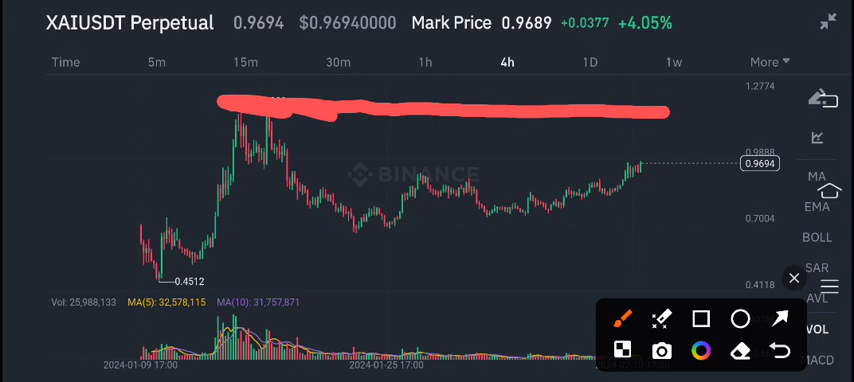 XAIUSDT Perpetual 0.9694 $0.96940000 Mark Price 0.9689 +0.0377 +4.05%
Time 5m 15m 30m 1h 4h 1D 1w More
1.2774
0.9888
0.9694
BINANCE
MA
EMA
0.7004
BOLL
SAR
0.4512
0.4118
AVL
Vol: 25,988,133 MA(5): 32,578,115 MA(10): 31,757,871
VOL
MACD
2024-01-09 17:00 2024-01-25 17:00